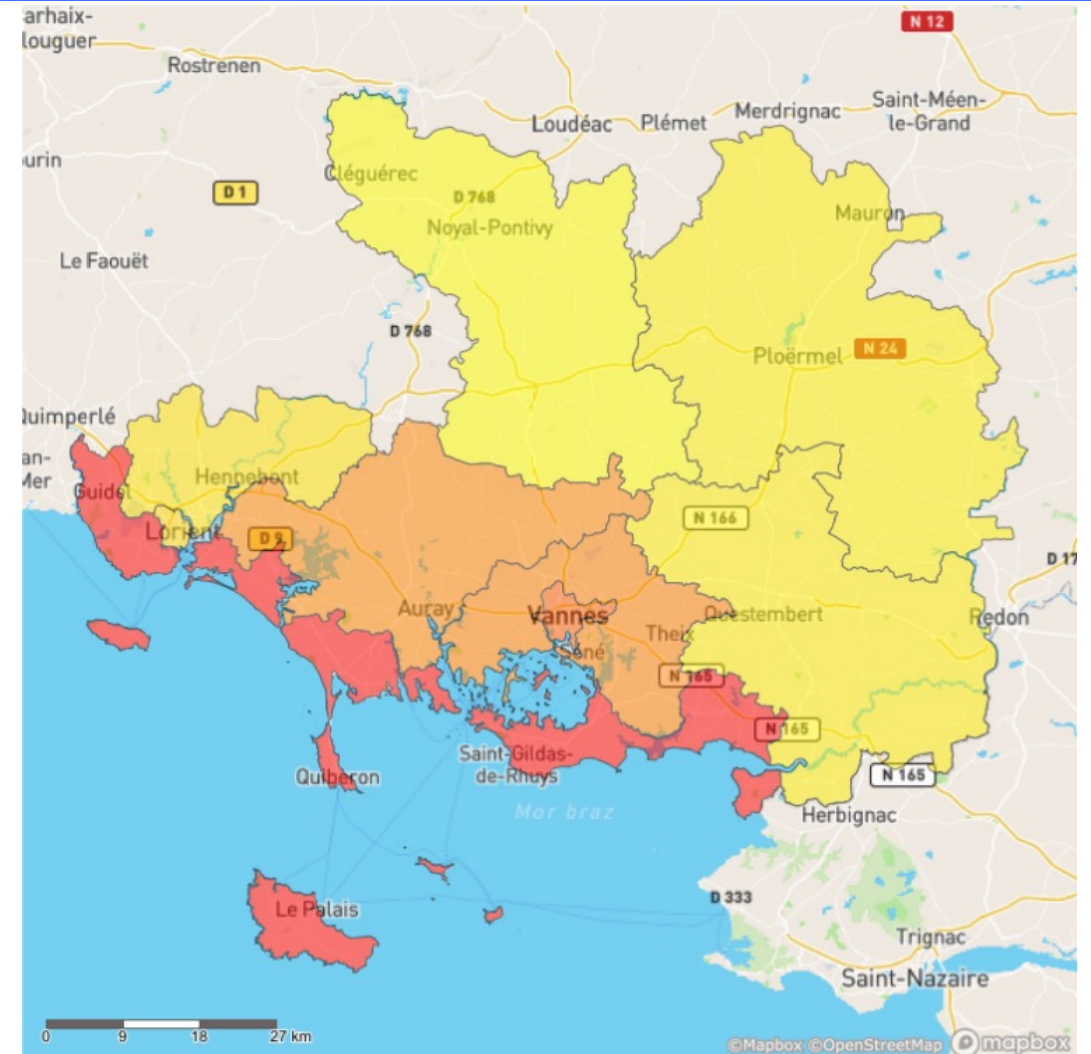 arhaix-
louguer
N 12
Rostrenen
Loudéac
Plémet
Merdrignac
Saint-Méen-
le-Grand
urin
Cléguérec
D 1
D 768
Mauron
Noyal-Pontivy
Le Faouët
D 768
Ploërmel
N 24
Quimperlé
an-
Mer
Hennebont
Guidel
N 166
Lorient
D 9
D 17
Auray
Vannes
Questembert
Redon
Theix
Séné
N 165
N 165
Saint-Gildas-
de-Rhuys
Quiberon
N 165
Mor braz
Herbignac
D 333
Le Palais
Trignac
Saint-Nazaire
0 9 18 27 km
©Mapbox ©OpenStreetMap mapbox